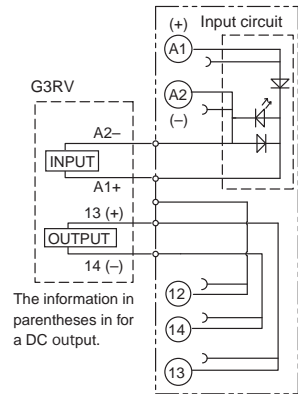 (+)
Input circuit
A1
G3RV
A2
(–)
A2–
INPUT
A1+
13 (+)
OUTPUT
14 (–)
The information in
parentheses in for
a DC output.
12
14
13